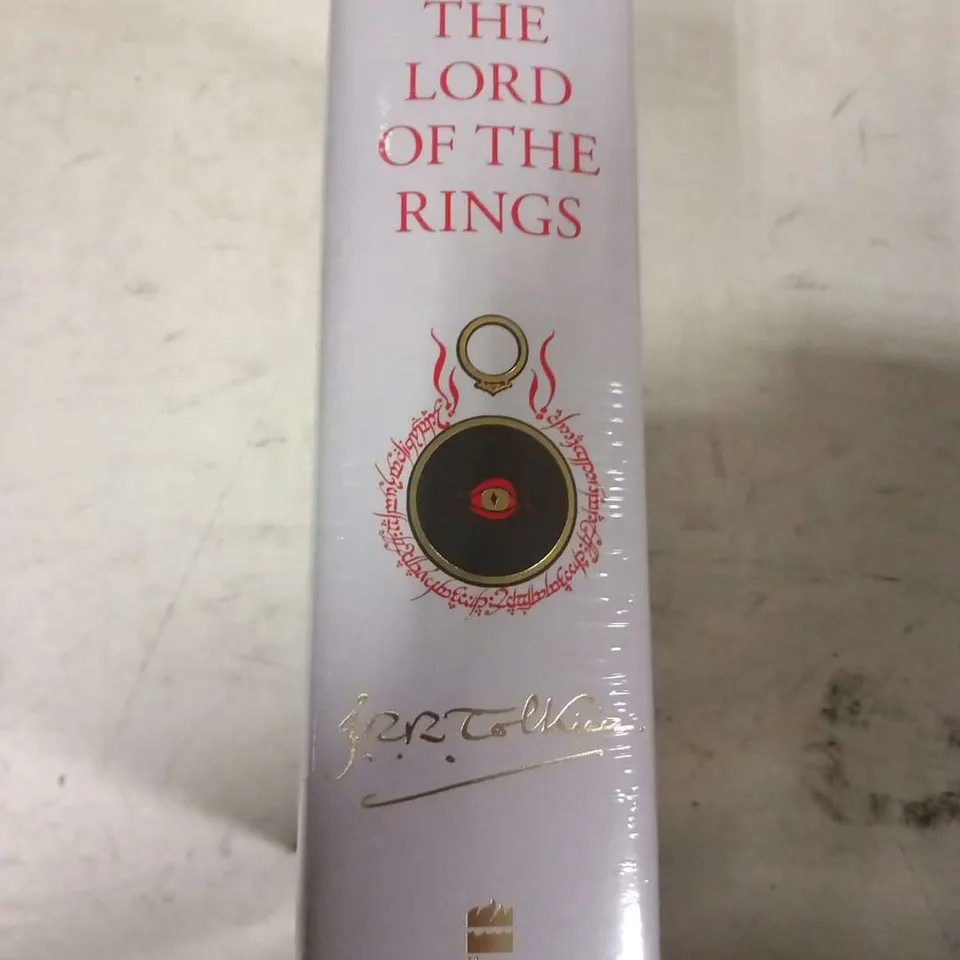 THE
LORD
OF THE
RINGS
J.R.R. Tolkien